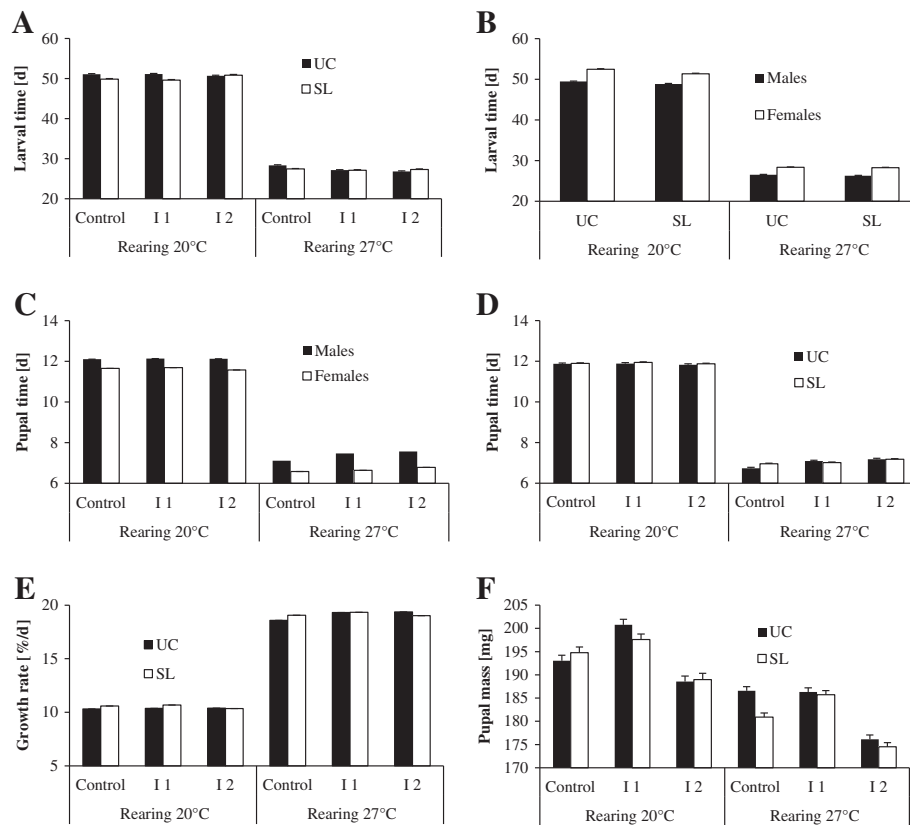 A
Larval time [d]
60
50
40
30
20
UC
SL
Control I 1 I 2 Control I 1 I 2
Rearing 20°C Rearing 27°C
B
Larval time [d]
60
50
40
30
20
Males
Females
UC SL UC SL
Rearing 20°C Rearing 27°C
C
Pupal time [d]
14
12
10
8
6
Males
Females
Control I 1 I 2 Control I 1 I 2
Rearing 20°C Rearing 27°C
D
Pupal time [d]
14
12
10
8
6
UC
SL
Control I 1 I 2 Control I 1 I 2
Rearing 20°C Rearing 27°C
E
Growth rate [%/d]
20
15
10
5
UC
SL
Control I 1 I 2 Control I 1 I 2
Rearing 20°C Rearing 27°C
F
Pupal mass [mg]
205
200
195
190
185
180
175
170
UC
SL
Control I 1 I 2 Control I 1 I 2
Rearing 20°C Rearing 27°C